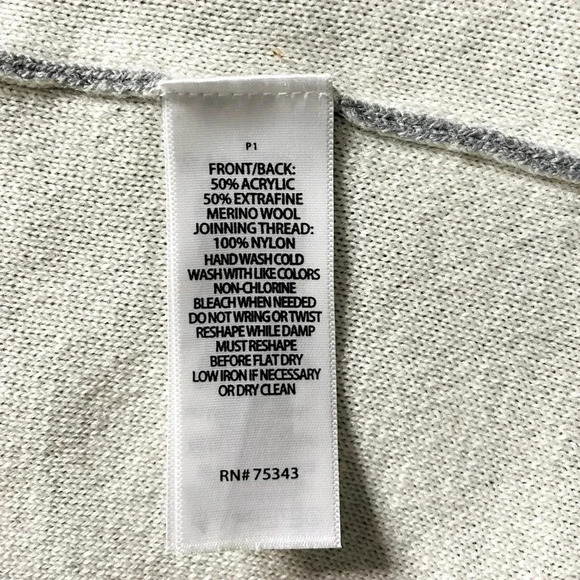 P1
FRONT/BACK:
50% ACRYLIC
50% EXTRAFINE
MERINO WOOL
JOINNING THREAD:
100% NYLON
HAND WASH COLD
WASH WITH LIKE COLORS
NON-CHLORINE
BLEACH WHEN NEEDED
DO NOT WRING OR TWIST
RESHAPE WHILE DAMP
MUST RESHAPE
BEFORE FLAT DRY
LOW IRON IF NECESSARY
OR DRY CLEAN
RN# 75343